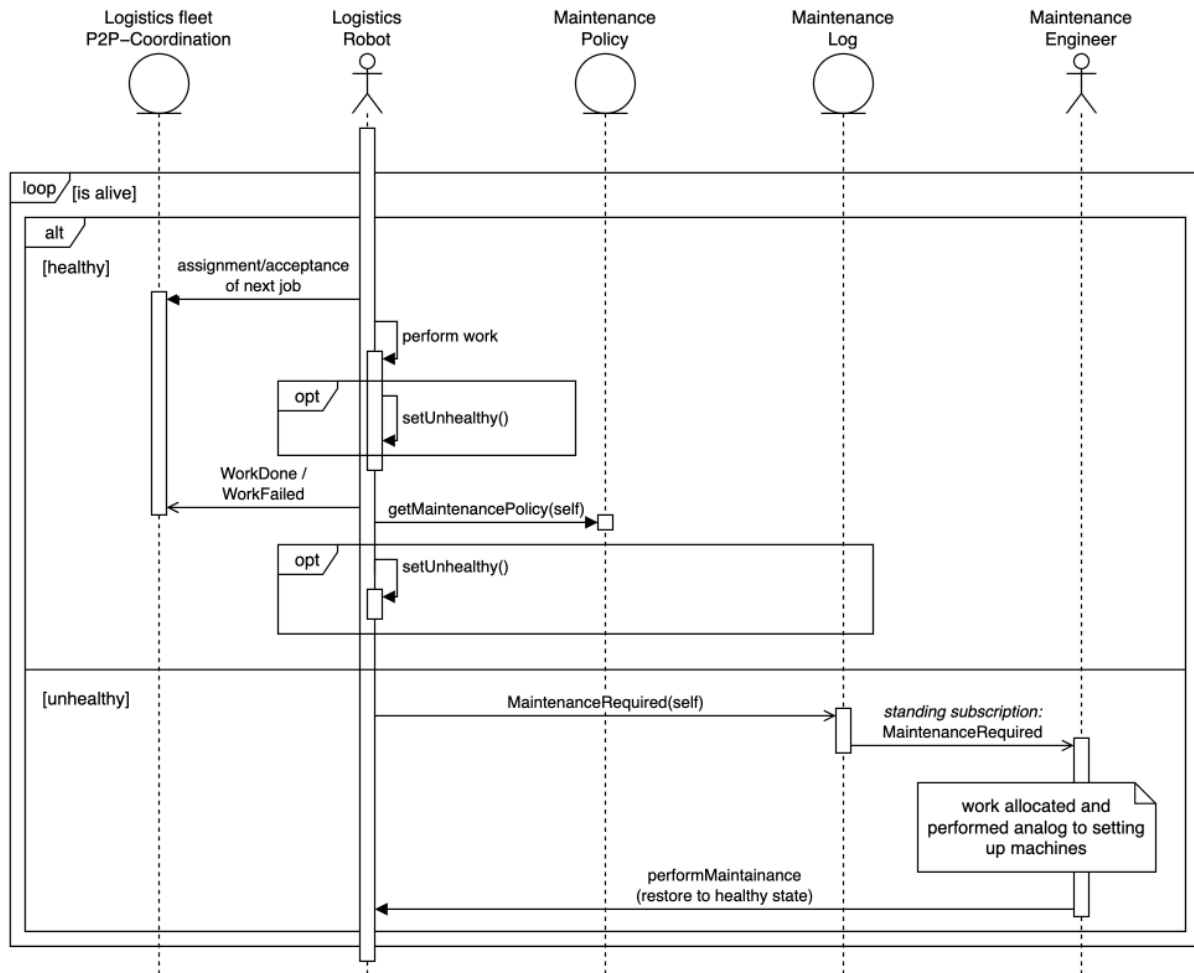 Logistics fleet
P2P–Coordination
Logistics
Robot
Maintenance
Policy
Maintenance
Log
Maintenance
Engineer
loop
[is alive]
alt
[healthy]
assignment/acceptance
of next job
perform work
opt
setUnhealthy()
WorkDone /
WorkFailed
getMaintenancePolicy(self)
opt
setUnhealthy()
[unhealthy]
MaintenanceRequired(self)
standing subscription:
MaintenanceRequired
work allocated and
performed analog to setting
up machines
performMaintainance
(restore to healthy state)